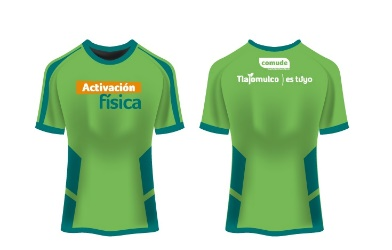 Activación
física
comude
Tlajomulco | es tuyo